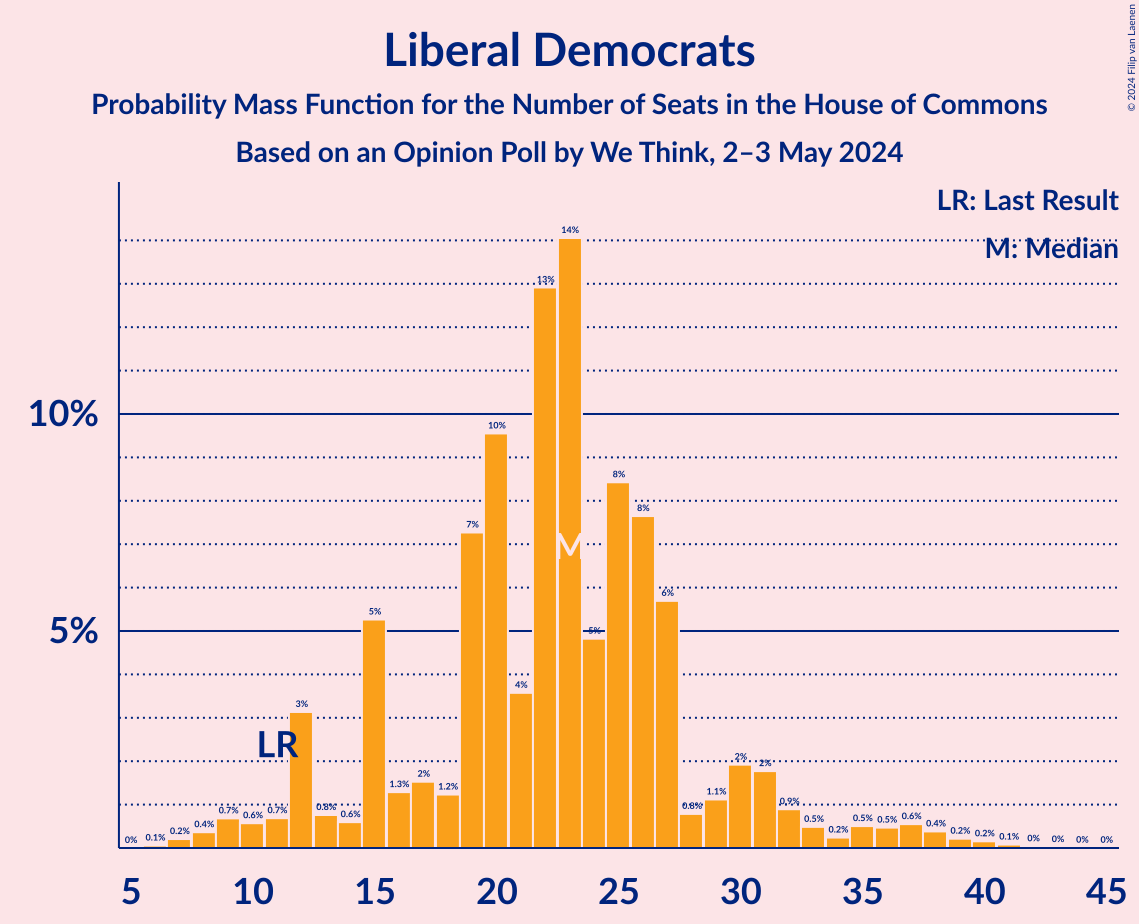 Liberal Democrats
Probability Mass Function for the Number of Seats in the House of Commons
Based on an Opinion Poll by We Think, 2–3 May 2024
© 2024 Filip van Laenen
LR: Last Result
M: Median
10%
5%
0% 0.1% 0.2% 0.4% 0.7% 0.6% 0.7% 3% 0.8% 0.6% 5% 1.3% 2% 1.2% 7% 10% 4% 13% 14% 5% 8% 8% 6% 0.8% 1.1% 2% 2% 0.9% 0.5% 0.2% 0.5% 0.5% 0.6% 0.4% 0.2% 0.2% 0.1% 0% 0% 0% 0%
LR
M
5 10 15 20 25 30 35 40 45